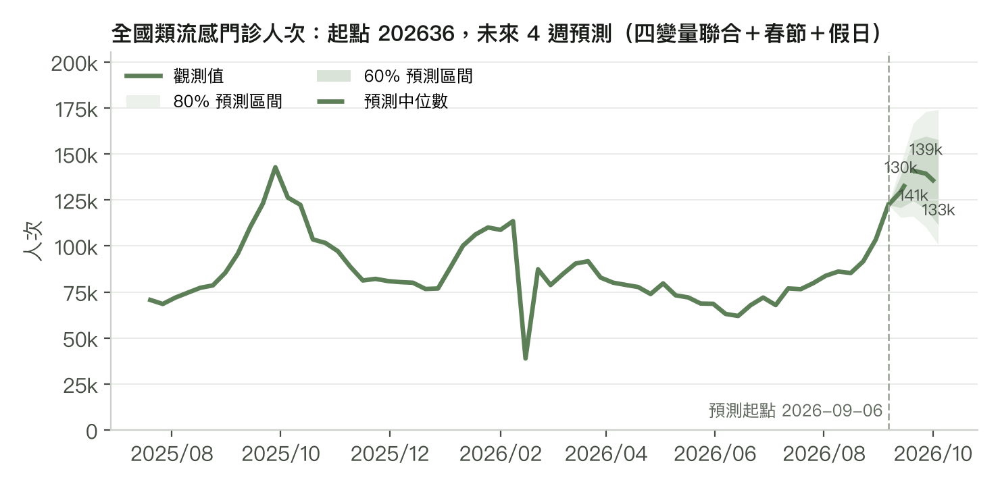 全國類流感門診人次：起點 202636，未來 4 週預測（四變量聯合＋春節＋假日）
觀測值
60% 預測區間
80% 預測區間
預測中位數
人次
200k
175k
150k
125k
100k
75k
50k
25k
0
139k
130k
141k
133k
預測起點 2026–09–06
2025/08
2025/10
2025/12
2026/02
2026/04
2026/06
2026/08
2026/10